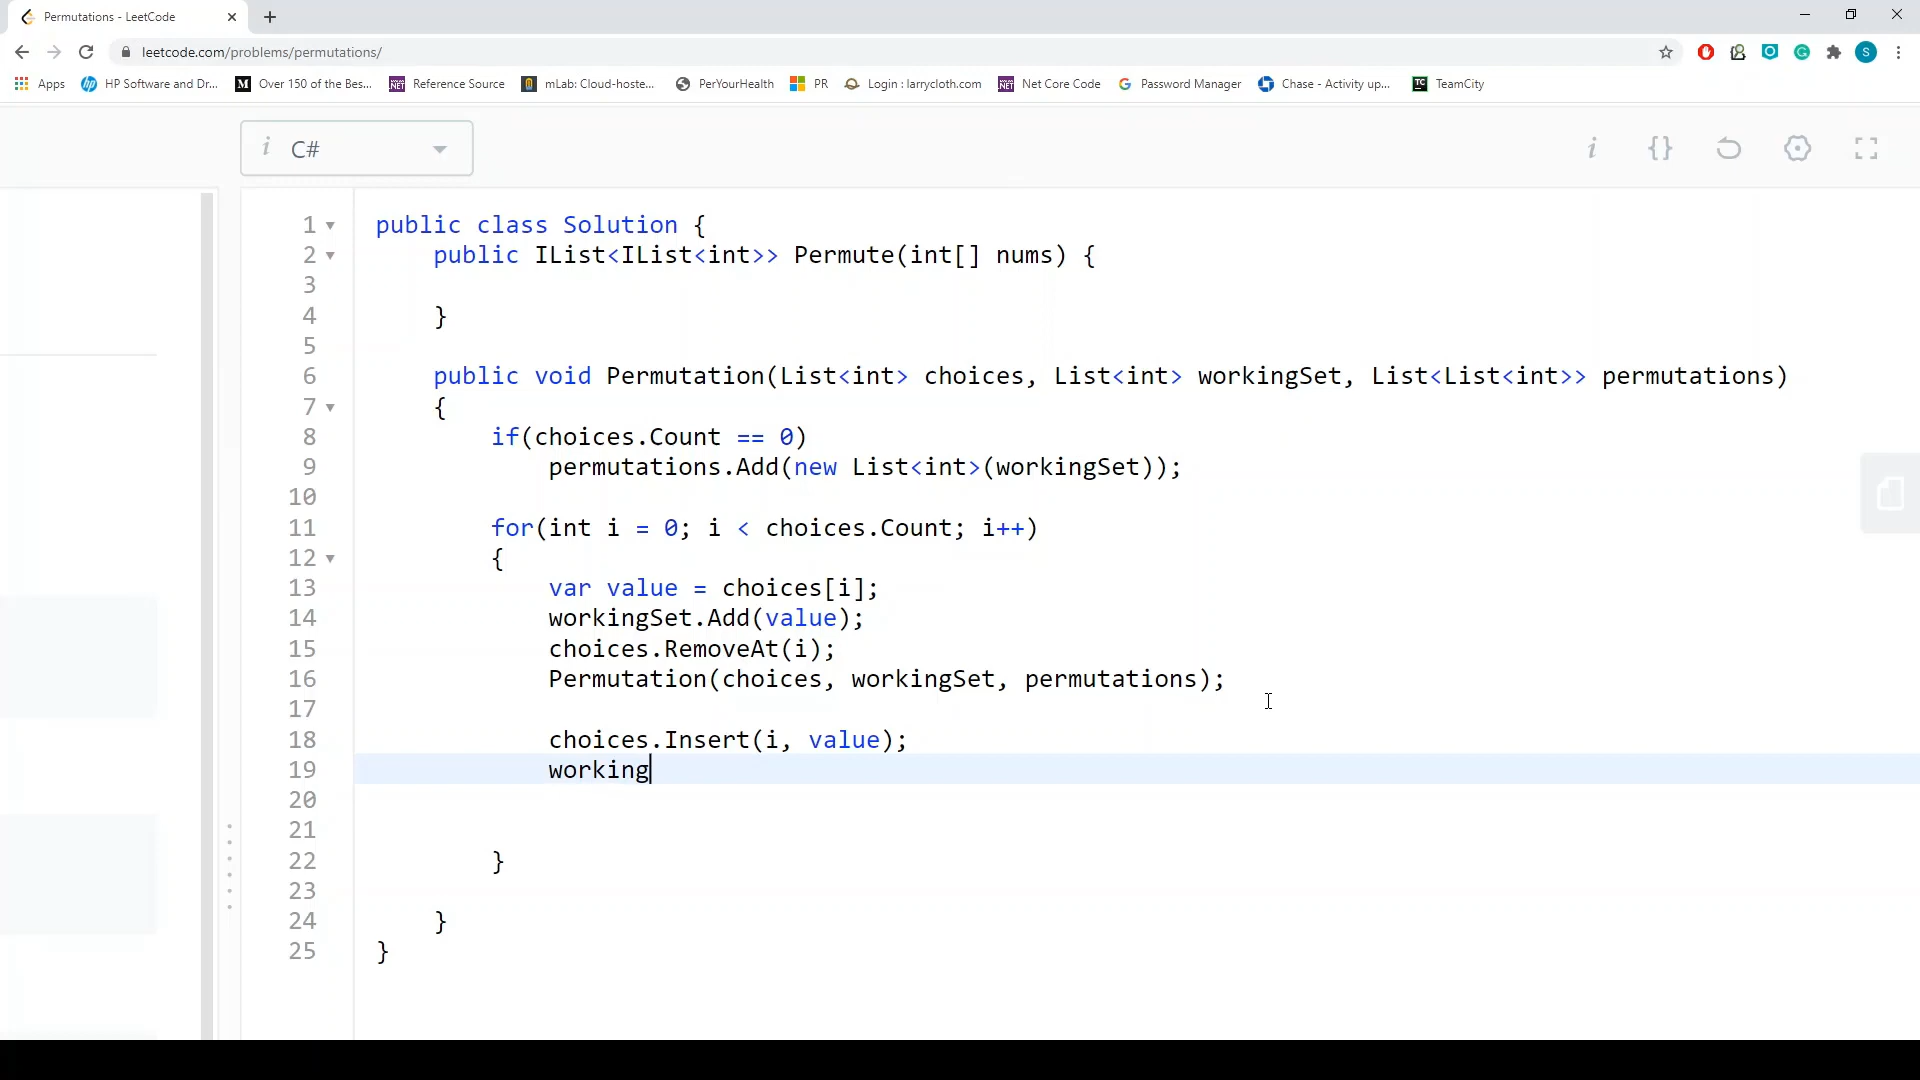 Permutations - LeetCode
leetcode.com/problems/permutations/
S
Apps HP Software and Dr... M Over 150 of the Bes... .NET Reference Source mLab: Cloud-hoste... PerYourHealth PR Login : larrycloth.com .NET Net Core Code G Password Manager Chase - Activity up... TC TeamCity
i C# i {}
1 public class Solution {
2 public IList<IList<int>> Permute(int[] nums) {
3
4 }
5
6 public void Permutation(List<int> choices, List<int> workingSet, List<List<int>> permutations)
7 {
8 if(choices.Count == 0)
9 permutations.Add(new List<int>(workingSet));
10
11 for(int i = 0; i < choices.Count; i++)
12 {
13 var value = choices[i];
14 workingSet.Add(value);
15 choices.RemoveAt(i);
16 Permutation(choices, workingSet, permutations);
17
18 choices.Insert(i, value);
19 working
20
21
22 }
23
24 }
25 }